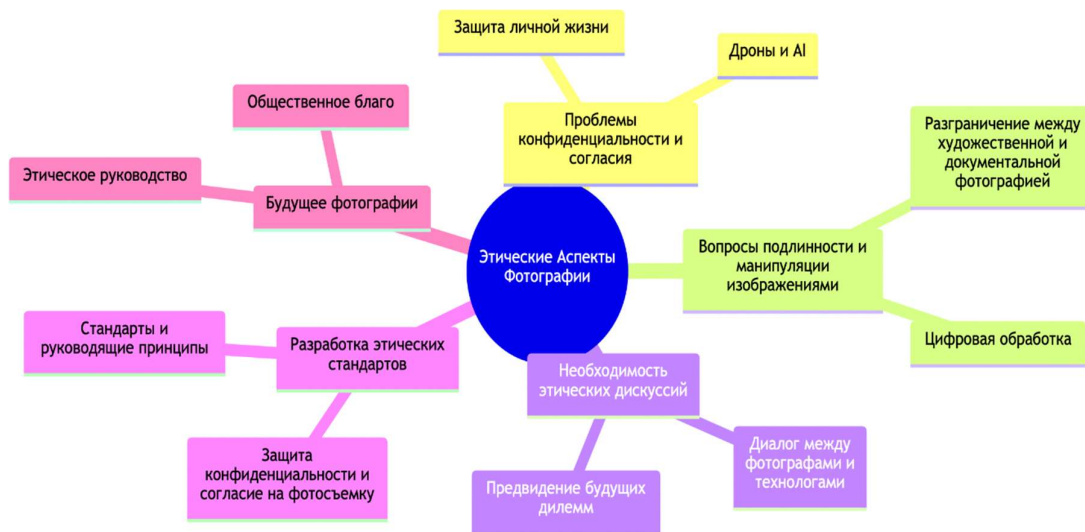 Защита личной жизни
Дроны и AI
Проблемы
конфиденциальности и
согласия
Общественное благо
Этическое руководство
Будущее фотографии
Разграничение между
художественной и
документальной
фотографией
Вопросы подлинности и
манипуляции
изображениями
Цифровая обработка
Этические Аспекты
Фотографии
Стандарты и
руководящие принципы
Разработка этических
стандартов
Защита
конфиденциальности и
согласие на фотосъемку
Необходимость
этических дискуссий
Предвидение будущих
дилемм
Диалог между
фотографами и
технологами